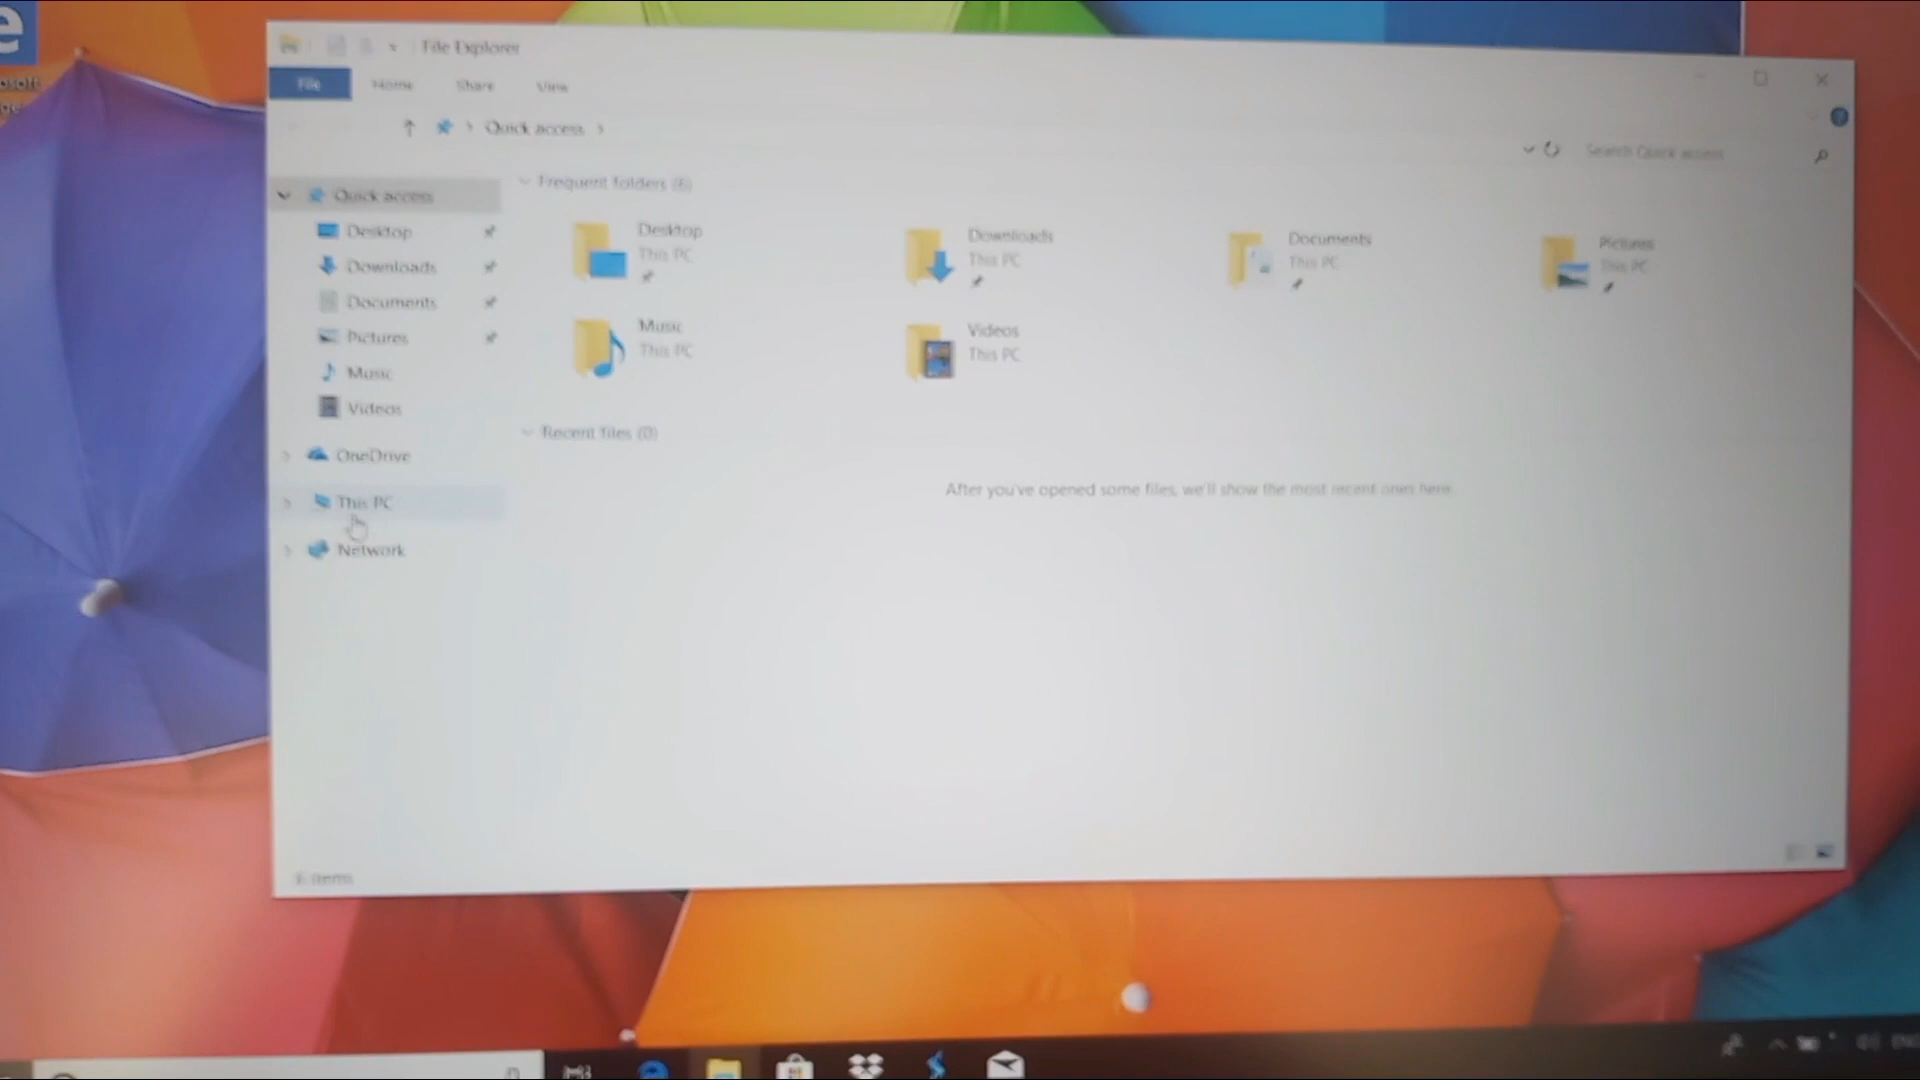 File Explorer
File Home Share View
Quick access
Search Quick access
Quick access
Desktop
Downloads
Documents
Pictures
Music
Videos
OneDrive
This PC
Network
Frequent folders (6)
Desktop
This PC
Downloads
This PC
Documents
This PC
Pictures
This PC
Music
This PC
Videos
This PC
Recent files (0)
After you've opened some files, we'll show the most recent ones here.
6 items